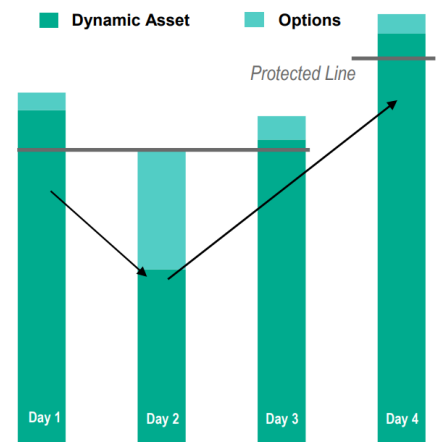 Dynamic Asset
Options
Protected Line
Day 1
Day 2
Day 3
Day 4